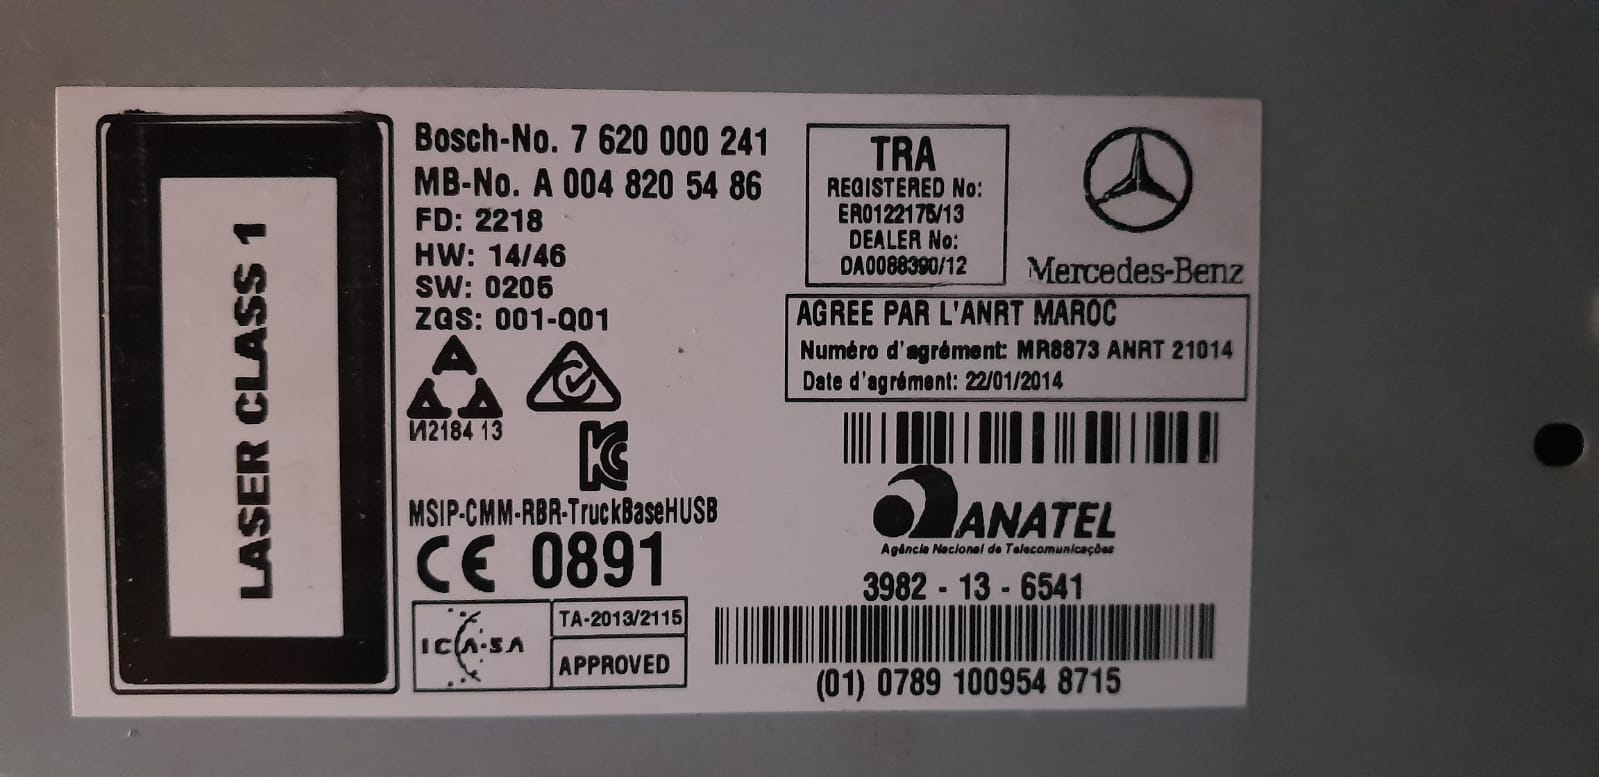 LASER CLASS 1
Bosch-No. 7 620 000 241
MB-No. A 004 820 54 86
FD: 2218
HW: 14/46
SW: 0205
ZGS: 001-Q01
TRA
REGISTERED No:
ER0122175/13
DEALER No:
DA0088390/12
Mercedes-Benz
AGREE PAR L'ANRT MAROC
Numéro d'agrément: MR8873 ANRT 21014
Date d'agrément: 22/01/2014
И2184 13
MSIP-CMM-RBR-TruckBaseHUSB
CE 0891
ICASA
TA-2013/2115
APPROVED
ANATEL
Agência Nacional de Telecomunicações
3982 - 13 - 6541
(01) 0789 100954 8715